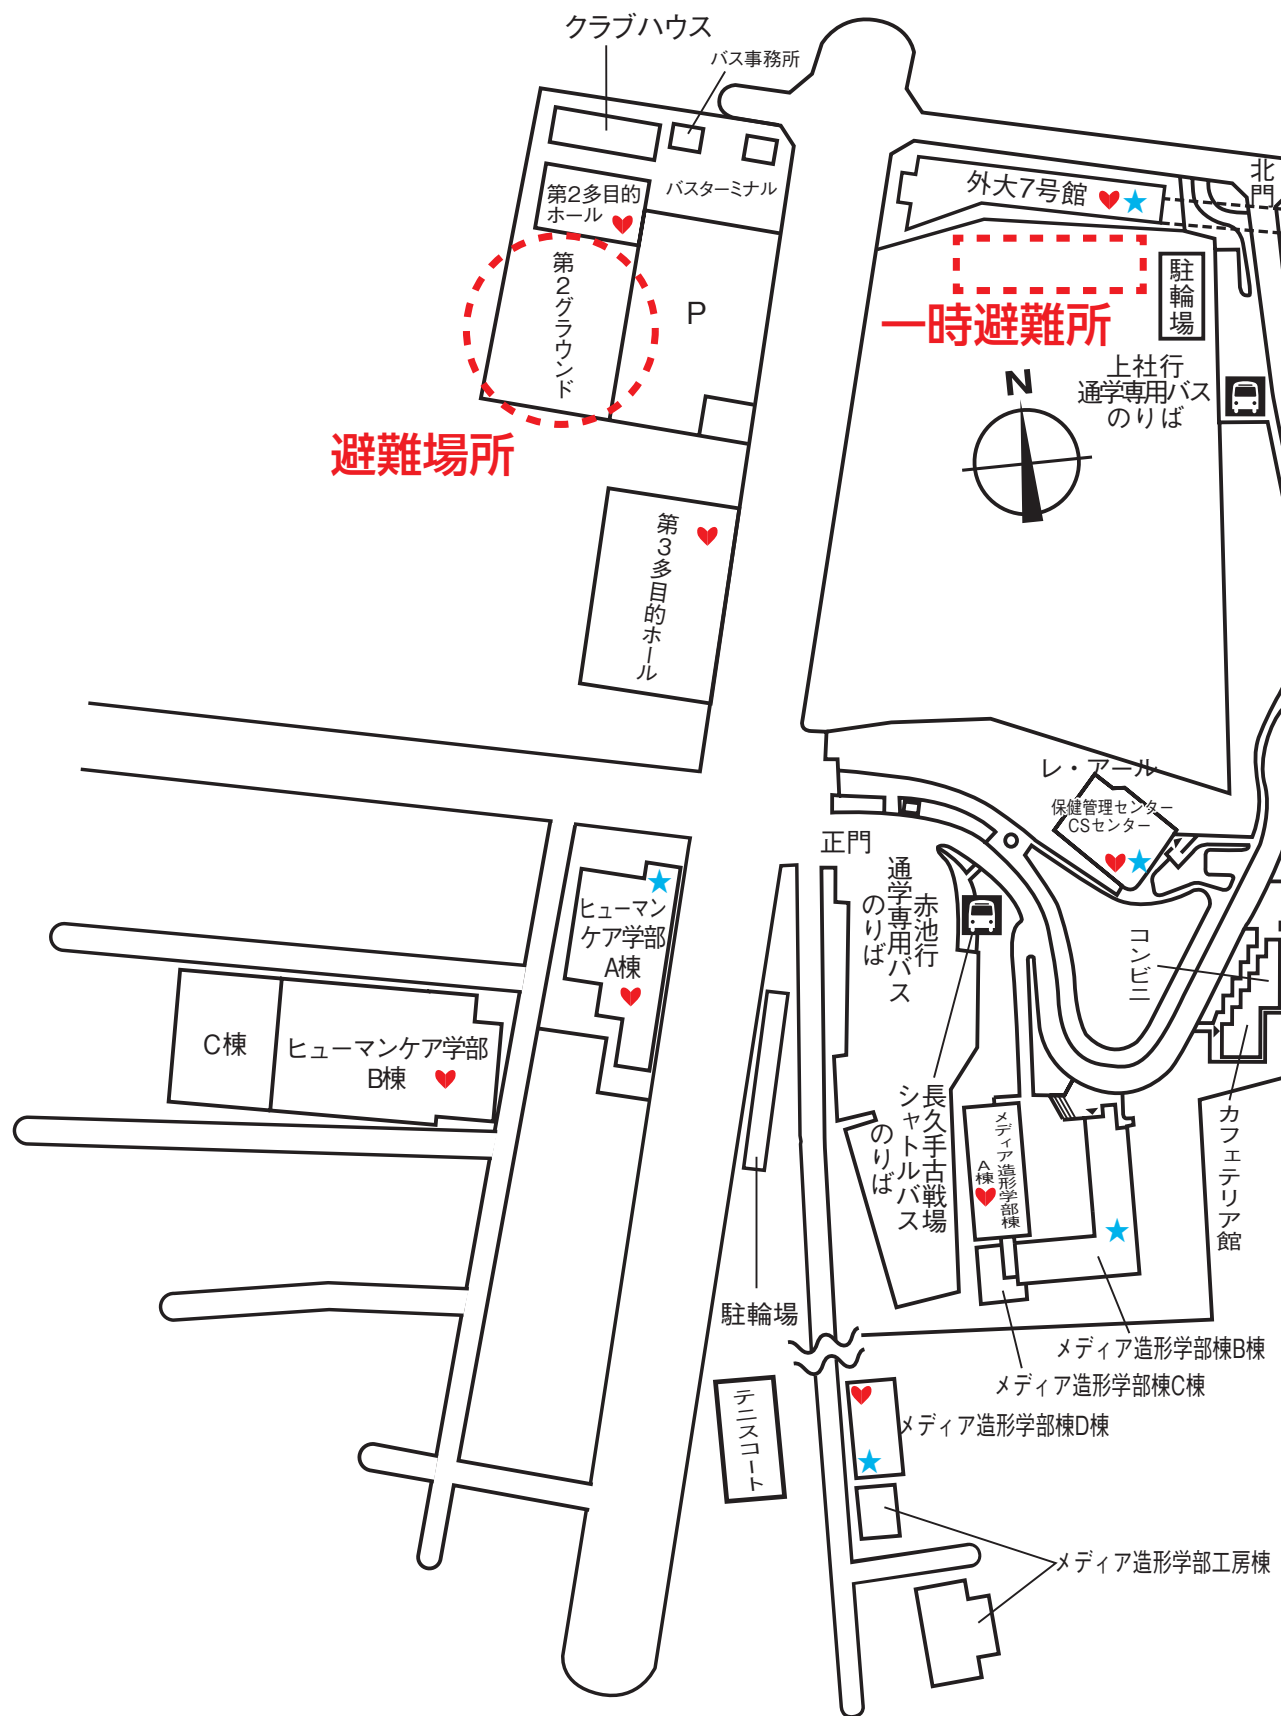 クラブハウス
バス事務所
第2多目的
ホール
バスターミナル
外大7号館
北門
第2グラウンド
P
駐輪場
一時避難所
上社行
通学専用バス
のりば
避難場所
N
第3多目的ホール
レ・アール
保健管理センター
CSセンター
正門
赤池行
通学専用バス
のりば
コンビニ
ヒューマン
ケア学部
A棟
C棟
ヒューマンケア学部
B棟
長久手古戦場
シャトルバス
のりば
メディア造形学部棟
A棟
カフェテリア館
駐輪場
メディア造形学部棟B棟
メディア造形学部棟C棟
テニスコート
メディア造形学部棟D棟
メディア造形学部工房棟